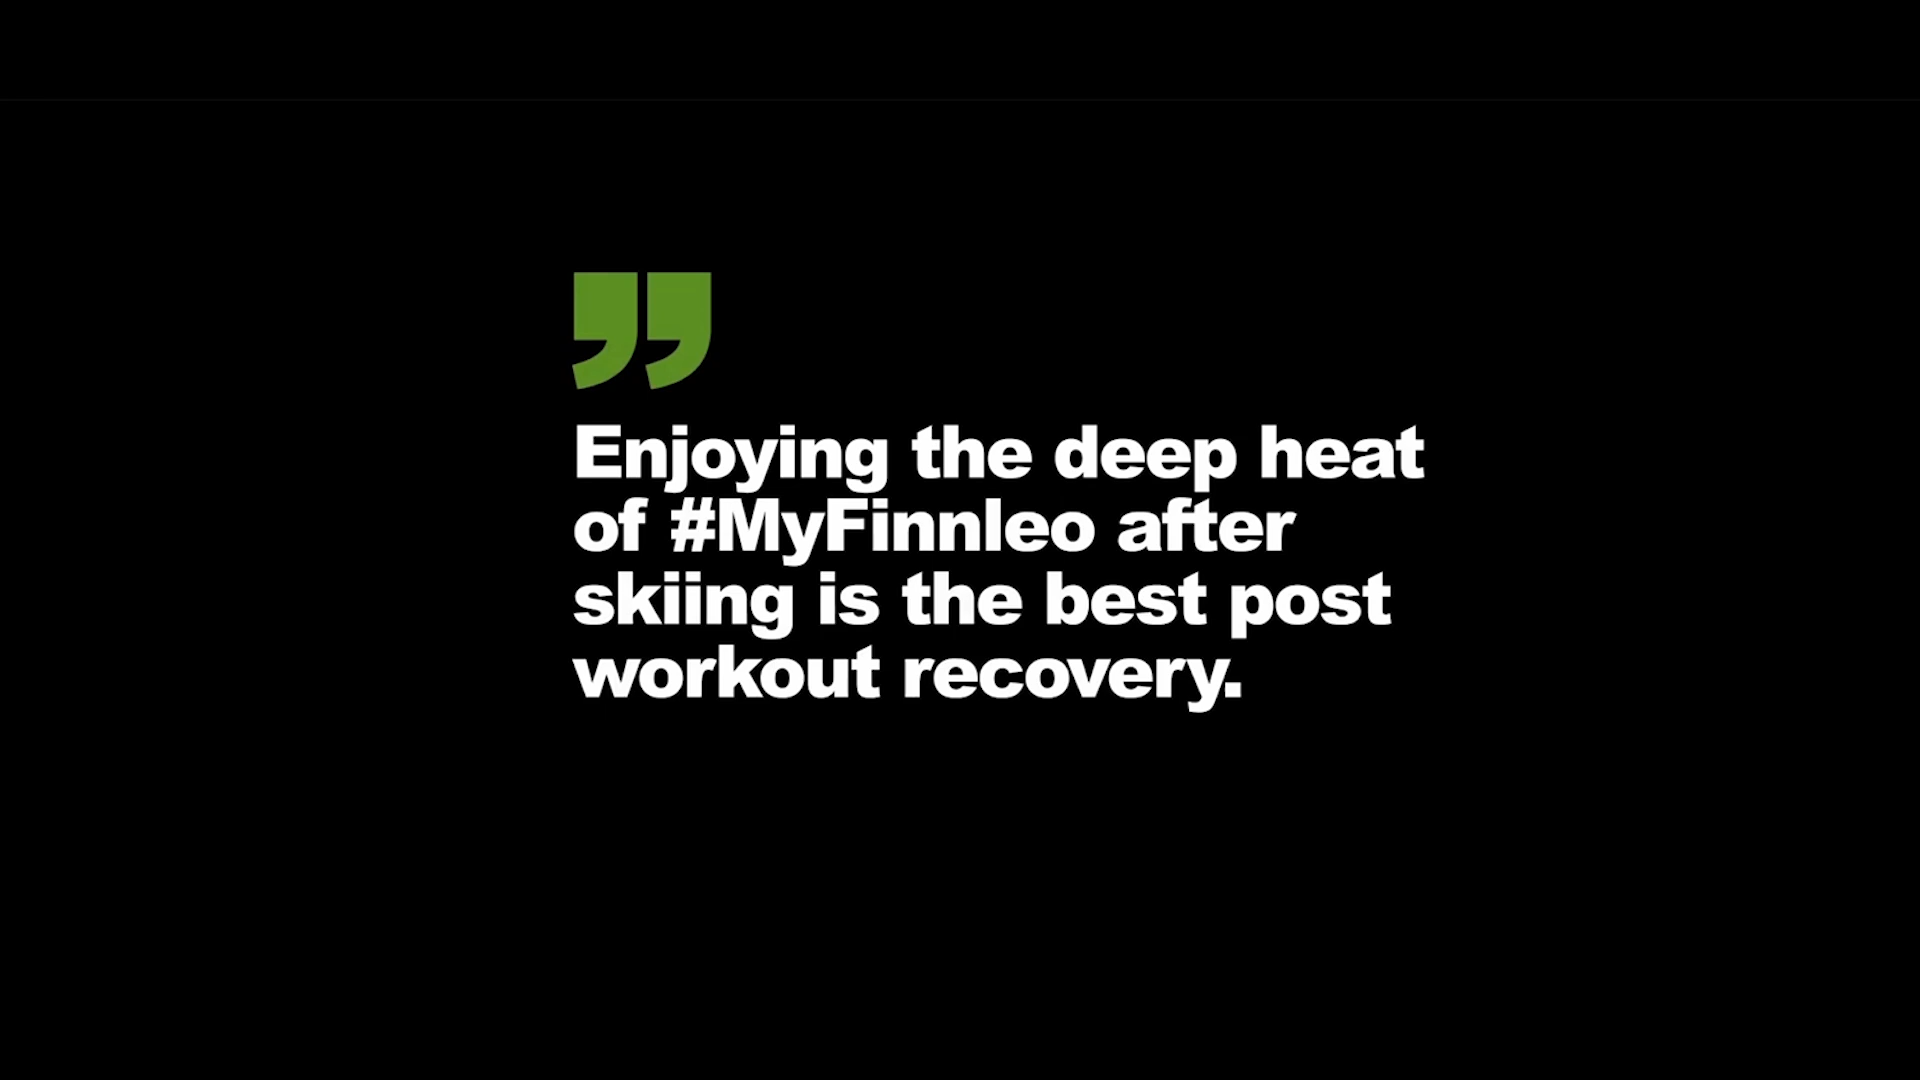 ”
Enjoying the deep heat
of #MyFinnleo after
skiing is the best post
workout recovery.